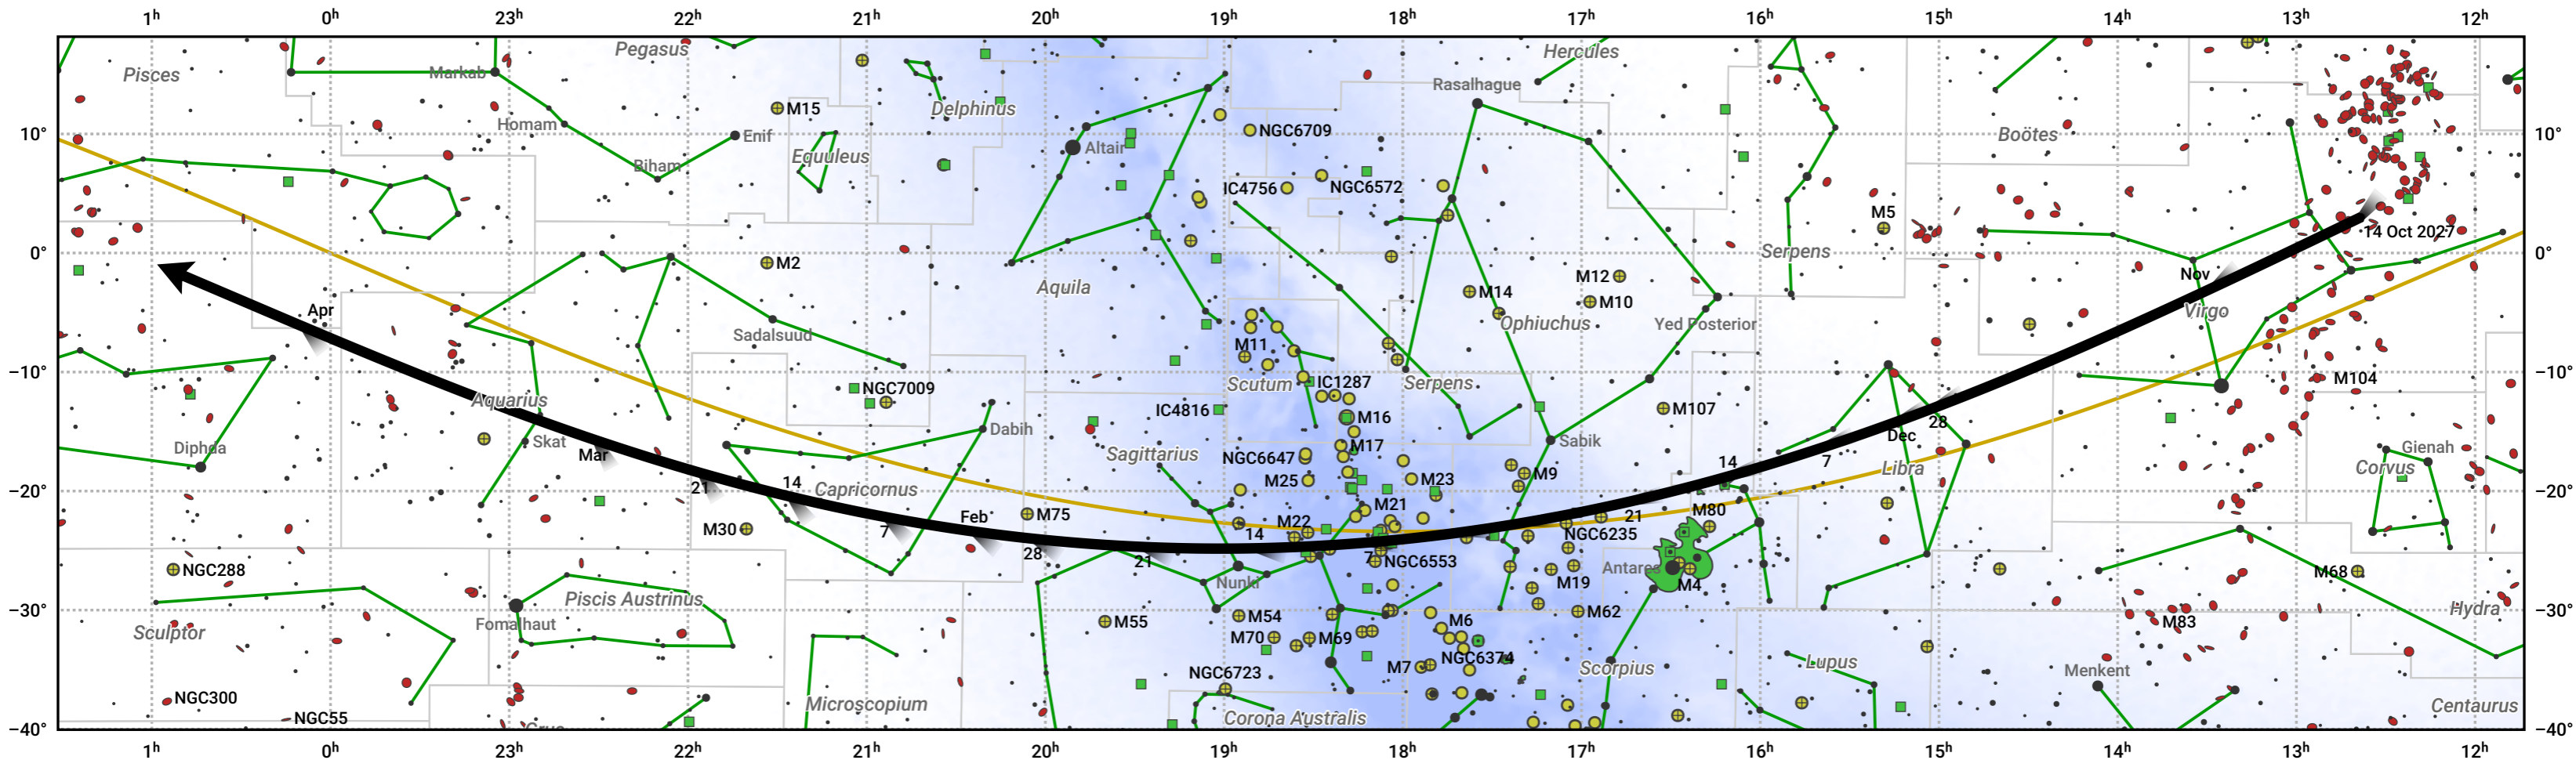 1ʰ 0ʰ 23ʰ 22ʰ 21ʰ 20ʰ 19ʰ 18ʰ 17ʰ 16ʰ 15ʰ 14ʰ 13ʰ 12ʰ
Pegasus
Hercules
Pisces
Markab
Rasalhague
Delphinus
M15
10°
Homam
Enif
NGC6709
Boötes
10°
Altair
Equuleus
Biham
IC4756
NGC6572
M5
14 Oct 2027
0°
M2
Serpens
0°
M12
Nov
Aquila
M14
M10
Apr
Virgo
Sadalsuud
Ophiuchus
Yed Posterior
M11
−10°
−10°
Scutum
IC1287
Serpens
M104
NGC7009
Aquarius
IC4816
M107
M16
28
Dec
Dabih
Skat
Sabik
Diphda
M17
Gienah
Mar
Sagittarius
NGC6647
14
7
Libra
Corvus
M9
M25
M23
14
−20°
21
Capricornus
−20°
M21
M80
Feb
M75
21
M30
7
M22
14
NGC6235
28
21
7
NGC6553
NGC288
Antares
M68
Nunki
M19
M4
Piscis Austrinus
−30°
−30°
Hydra
M54
M62
Fomalhaut
M55
M6
M83
Sculptor
M70
M69
NGC6374
Lupus
M7
Scorpius
Menkent
NGC6723
NGC300
Microscopium
Centaurus
NGC55
Corona Australis
Grus
−40°
−40°
1ʰ 0ʰ 23ʰ 22ʰ 21ʰ 20ʰ 19ʰ 18ʰ 17ʰ 16ʰ 15ʰ 14ʰ 13ʰ 12ʰ